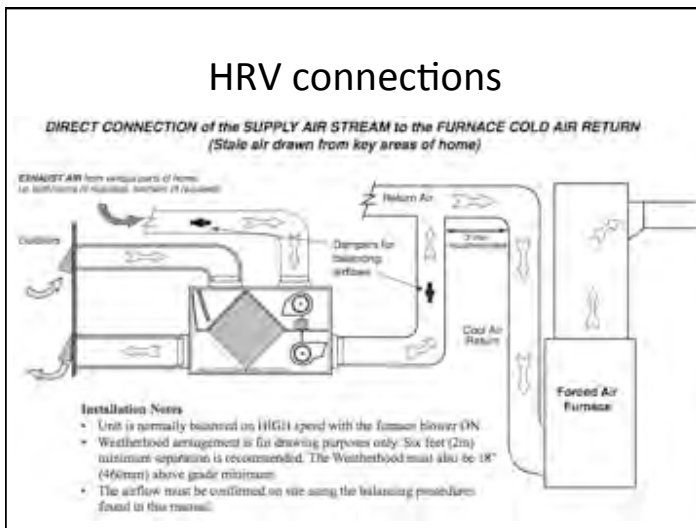 HRV connections
DIRECT CONNECTION of the SUPPLY AIR STREAM to the FURNACE COLD AIR RETURN
(Stale air drawn from key areas of home)
EXHAUST AIR from various parts of home
Outdoors
Return Air
Dampers for
balancing
airflows
Cool Air
Return
Forced Air
Furnace
Installation Notes
• Unit is normally balanced on HIGH speed with the furnace blower ON
• Weatherhood arrangement is for drawing purposes only. Six feet (2m)
minimum separation is recommended. The Weatherhood must also be 18"
(460mm) above grade minimum.
• The airflow must be confirmed on site using the balancing procedures
found in this manual.